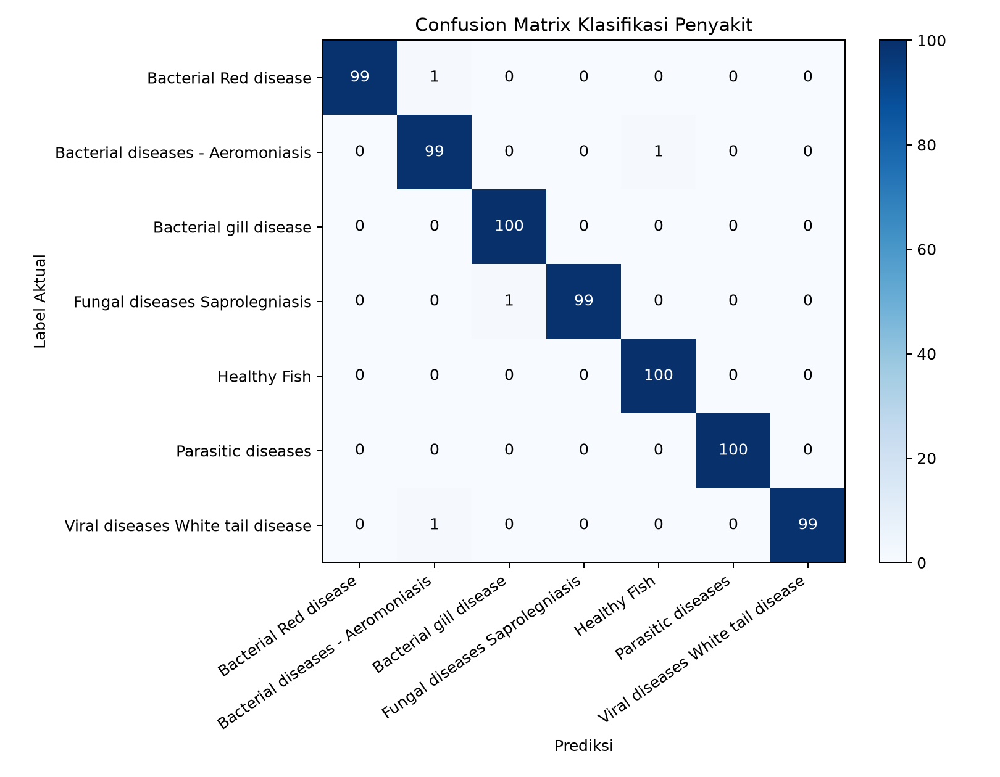 Confusion Matrix Klasifikasi Penyakit
Bacterial Red disease 99 1 0 0 0 0 0
Bacterial diseases - Aeromoniasis 0 99 0 0 1 0 0
Bacterial gill disease 0 0 100 0 0 0 0
Fungal diseases Saprolegniasis 0 0 1 99 0 0 0
Healthy Fish 0 0 0 0 100 0 0
Parasitic diseases 0 0 0 0 0 100 0
Viral diseases White tail disease 0 1 0 0 0 0 99
Label Aktual
Bacterial Red disease
Bacterial diseases - Aeromoniasis
Bacterial gill disease
Fungal diseases Saprolegniasis
Healthy Fish
Parasitic diseases
Viral diseases White tail disease
Prediksi
100
80
60
40
20
0